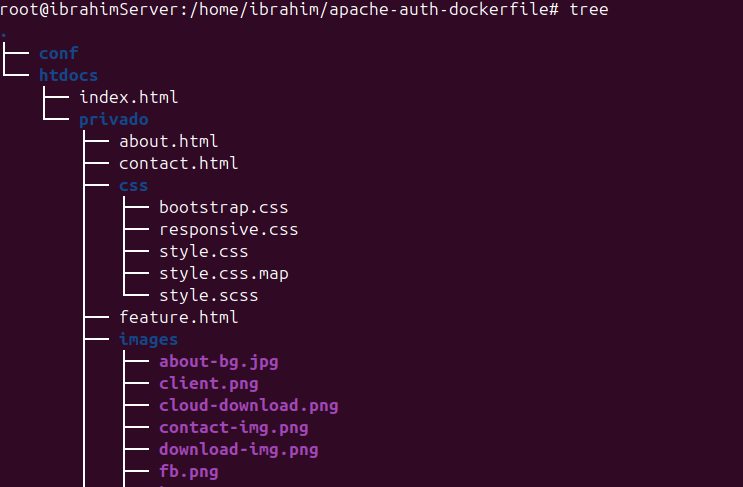 root@ibrahimServer:/home/ibrahim/apache-auth-dockerfile# tree
.
├── conf
└── htdocs
    ├── index.html
    └── privado
        ├── about.html
        ├── contact.html
        ├── css
        │   ├── bootstrap.css
        │   ├── responsive.css
        │   ├── style.css
        │   ├── style.css.map
        │   └── style.scss
        ├── feature.html
        ├── images
        │   ├── about-bg.jpg
        │   ├── client.png
        │   ├── cloud-download.png
        │   ├── contact-img.png
        │   ├── download-img.png
        │   ├── fb.png